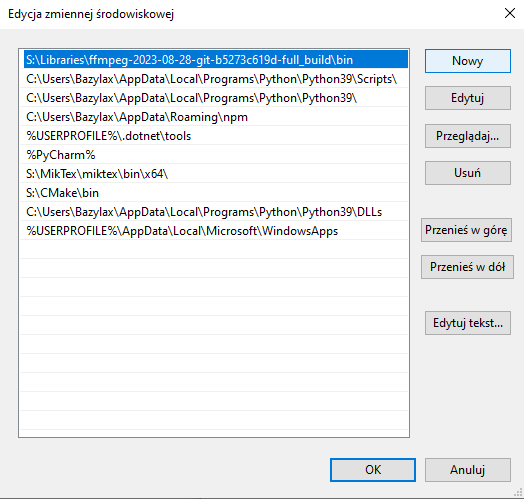 Edycja zmiennej środowiskowej
S:\Libraries\ffmpeg-2023-08-28-git-b5273c619d-full_build\bin
C:\Users\Bazylax\AppData\Local\Programs\Python\Python39\Scripts\
C:\Users\Bazylax\AppData\Local\Programs\Python\Python39\
C:\Users\Bazylax\AppData\Roaming\npm
%USERPROFILE%\.dotnet\tools
%PyCharm%
S:\MikTex\miktex\bin\x64\
S:\CMake\bin
C:\Users\Bazylax\AppData\Local\Programs\Python\Python39\DLLs
%USERPROFILE%\AppData\Local\Microsoft\WindowsApps
Nowy
Edytuj
Przeglądaj...
Usuń
Przenieś w górę
Przenieś w dół
Edytuj tekst...
OK
Anuluj